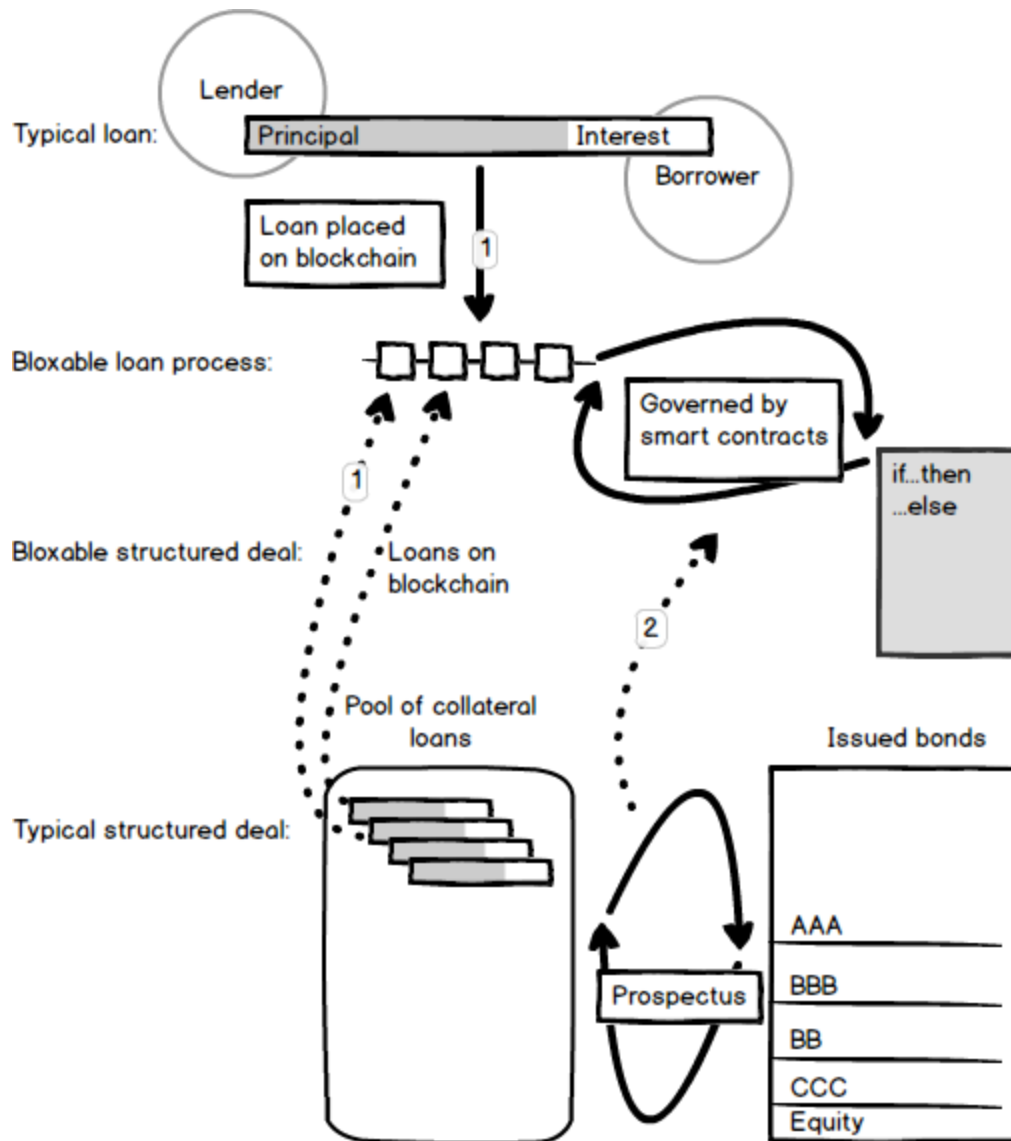 Lender
Typical loan:
Principal
Interest
Borrower
Loan placed
on blockchain
1
Bloxable loan process:
Governed by
smart contracts
if...then
...else
1
Bloxable structured deal:
Loans on
blockchain
2
Pool of collateral
loans
Issued bonds
Typical structured deal:
AAA
Prospectus
BBB
BB
CCC
Equity